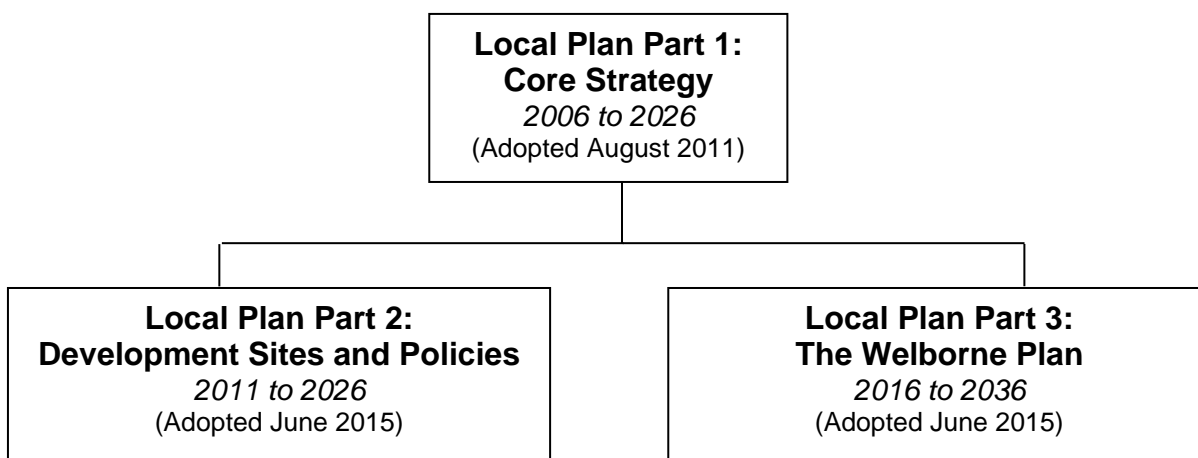 Local Plan Part 1:
Core Strategy
2006 to 2026
(Adopted August 2011)
Local Plan Part 2:
Development Sites and Policies
2011 to 2026
(Adopted June 2015)
Local Plan Part 3:
The Welborne Plan
2016 to 2036
(Adopted June 2015)